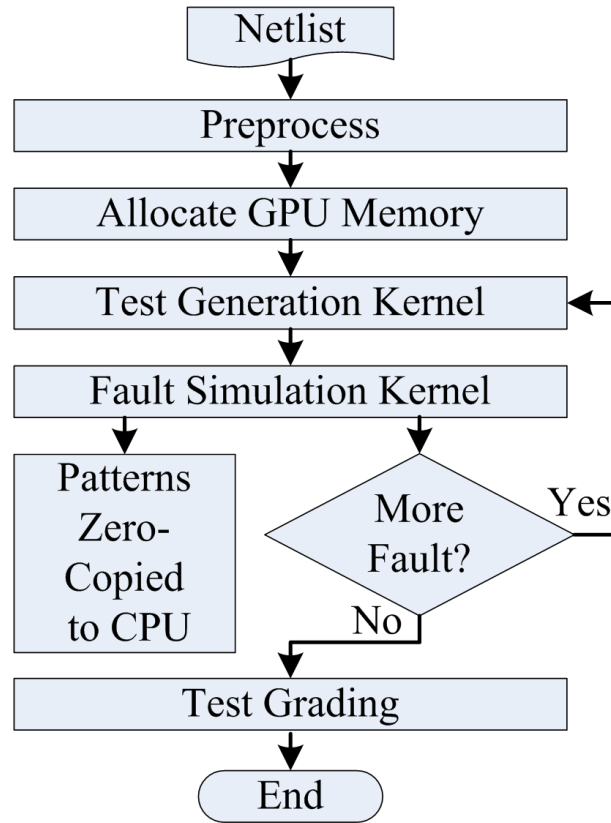 Netlist
Preprocess
Allocate GPU Memory
Test Generation Kernel
Fault Simulation Kernel
Patterns
Zero-
Copied
to CPU
More
Fault?
Yes
No
Test Grading
End